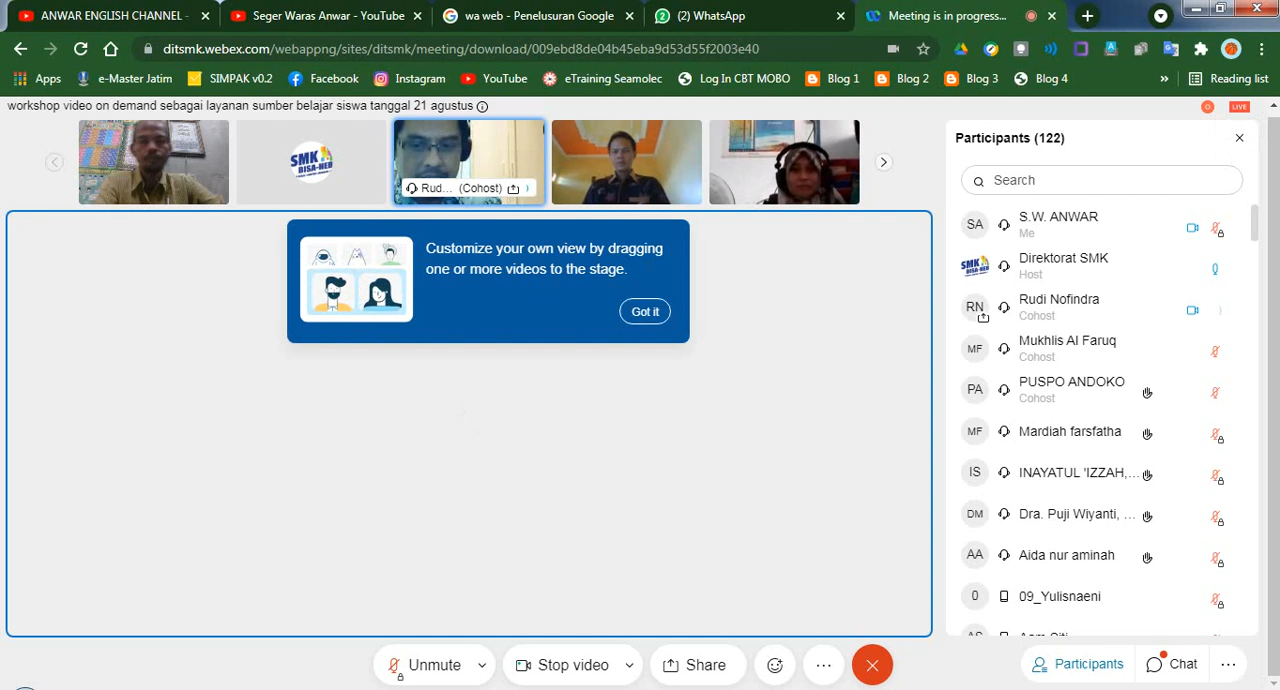 ANWAR ENGLISH CHANNEL -
Seger Waras Anwar - YouTube
wa web - Penelusuran Google
(2) WhatsApp
Meeting is in progress...
ditsmk.webex.com/webappng/sites/ditsmk/meeting/download/009ebd8de04b45eba9d53d55f2003e40
Apps
e-Master Jatim
SIMPAK v0.2
Facebook
Instagram
YouTube
eTraining Seamolec
Log In CBT MOBO
Blog 1
Blog 2
Blog 3
Blog 4
»
Reading list
workshop video on demand sebagai layanan sumber belajar siswa tanggal 21 agustus
LIVE
SMK
BISA-HEB
Rud... (Cohost)
Customize your own view by dragging
one or more videos to the stage.
Got it
Participants (122)
Search
SA
S.W. ANWAR
Me
SMK
BISA-HEB
Direktorat SMK
Host
RN
Rudi Nofindra
Cohost
MF
Mukhlis Al Faruq
Cohost
PA
PUSPO ANDOKO
Cohost
MF
Mardiah farsfatha
IS
INAYATUL 'IZZAH,...
DM
Dra. Puji Wiyanti, ...
AA
Aida nur aminah
0
09_Yulisnaeni
Unmute
Stop video
Share
Participants
Chat